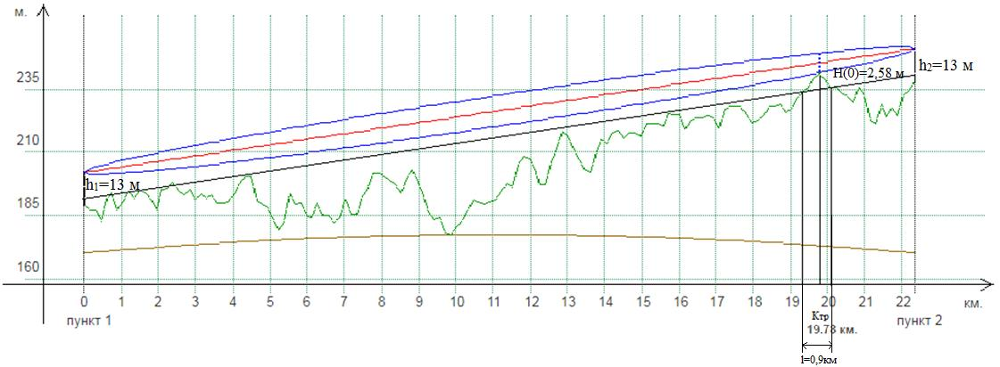 м.
235
210
185
160
h1=13 м
H(0)=2,58 м
h2=13 м
0 1 2 3 4 5 6 7 8 9 10 11 12 13 14 15 16 17 18 19 20 21 22 км.
пункт 1
Kтр
пункт 2
19.78 км.
l=0,9км